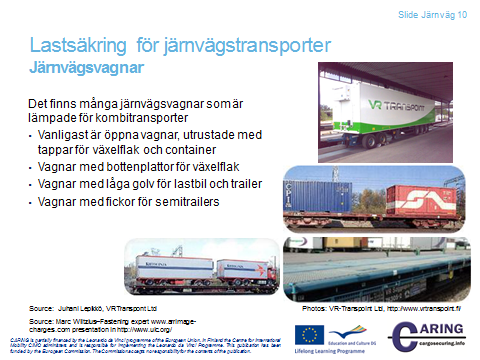 Slide Järnväg 10
Lastsäkring för järnvägstransporter
Järnvägsvagnar
Det finns många järnvägsvagnar som är
lämpade för kombitransporter
• Vanligast är öppna vagnar, utrustade med
tappar för växelflak och container
• Vagnar med bottenplattor för växelflak
• Vagnar med låga golv för lastbil och trailer
• Vagnar med fickor för semitrailers
VR TRANSPOINT
Source: Juhani Lepikkö, VR Transpont Ltd
Photos: VR-Transpoint Ltd, http://www.vrtranspoint.fi/
Source: Marc Wiltzius-Fastening expert www.arrimage-
charges.com presentation in http://www.uic.org/
CARING is partially financed by the Leonardo da Vinci programme of the European Union. In Finland the Centre for International
Mobility CIMO administers and is responsible for implementing the Leonardo da Vinci Programme. This publication has been
funded by the European Commission. The Commission accepts no responsibility for the contents of the publication.
Education and Culture DG
Lifelong Learning Programme
CARING
cargosecuring.info